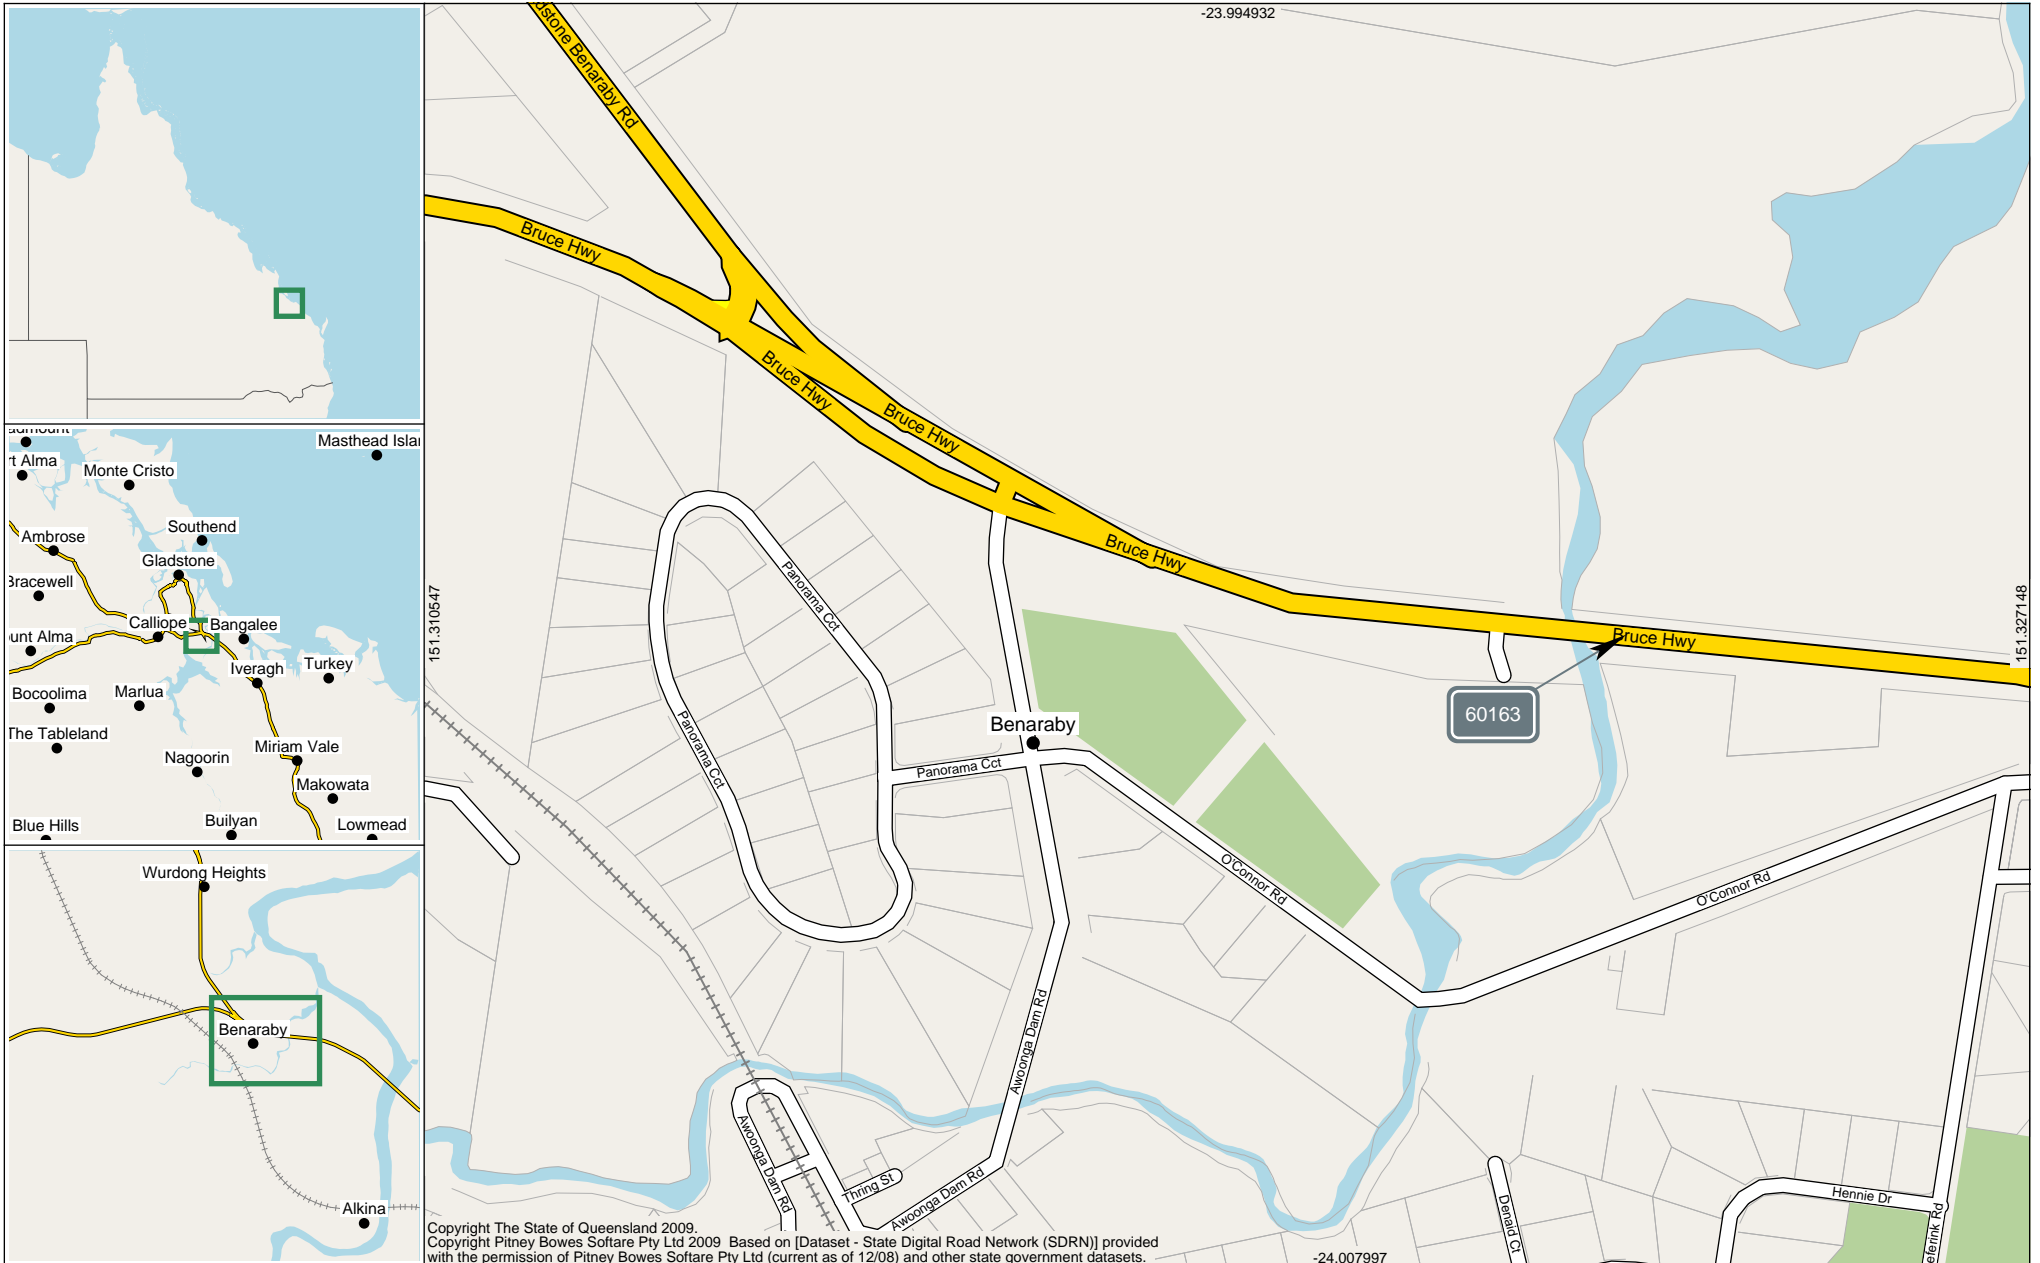 -23.994932
dstone Benaraby Rd
Bruce Hwy
Bruce Hwy
Bruce Hwy
Bruce Hwy
Bruce Hwy
151.310547
151.327148
60163
Panorama Cct
Panorama Cct
Panorama Cct
Benaraby
O'Connor Rd
O'Connor Rd
Awoonga Dam Rd
Awoonga Dam Rd
Awoonga Dam Rd
Thring St
Denaid Ct
Hennie Dr
eferink Rd
-24.007997
Masthead Islar
rt Alma
Monte Cristo
Southend
Ambrose
Gladstone
Bracewell
Calliope
Bangalee
unt Alma
Iveragh
Turkey
Bocoolima
Marlua
The Tableland
Nagoorin
Miriam Vale
Makowata
Blue Hills
Builyan
Lowmead
Wurdong Heights
Benaraby
Alkina
Copyright The State of Queensland 2009.
Copyright Pitney Bowes Softare Pty Ltd 2009 Based on [Dataset - State Digital Road Network (SDRN)] provided
with the permission of Pitney Bowes Softare Pty Ltd (current as of 12/08) and other state government datasets.